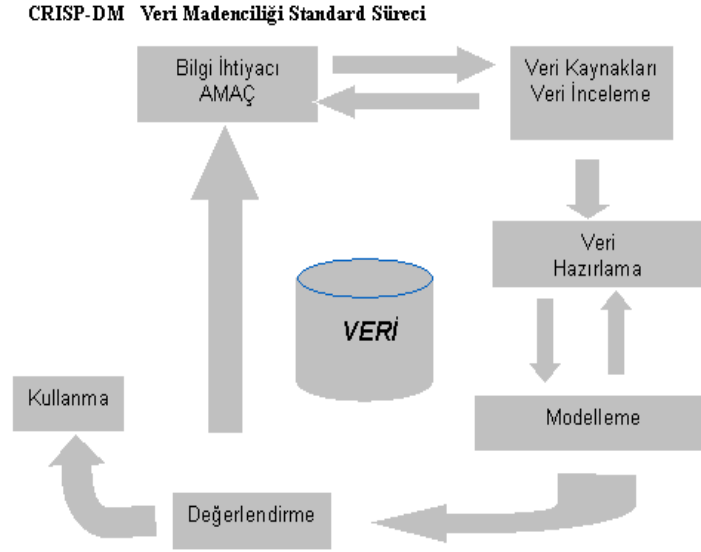 CRISP-DM Veri Madenciliği Standard Süreci
Bilgi İhtiyacı
AMAÇ
Veri Kaynakları
Veri İnceleme
Veri
Hazırlama
VERİ
Kullanma
Modelleme
Değerlendirme